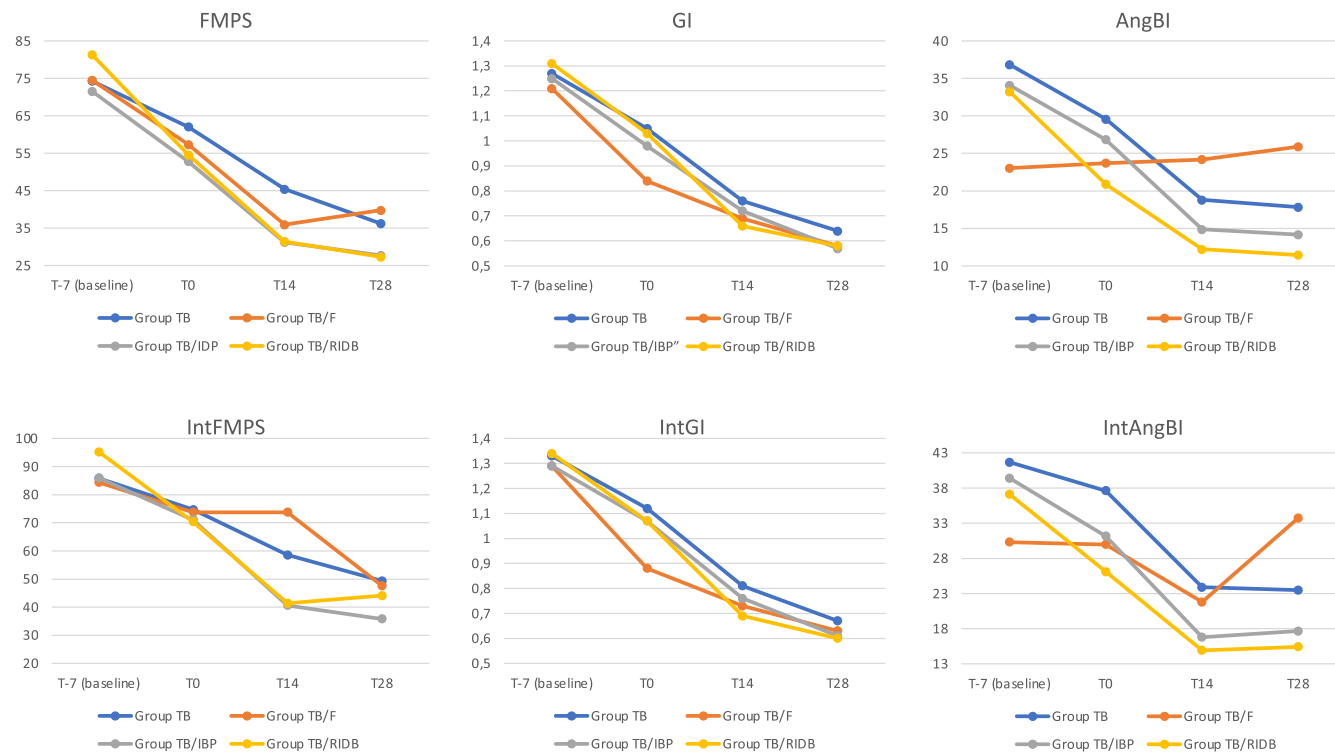 FMPS
85
75
65
55
45
35
25
T-7 (baseline) T0 T14 T28
Group TB Group TB/F
Group TB/IDP Group TB/RIDB
GI
1,4
1,3
1,2
1,1
1
0,9
0,8
0,7
0,6
0,5
T-7 (baseline) T0 T14 T28
Group TB Group TB/F
Group TB/IBP” Group TB/RIDB
AngBI
40
35
30
25
20
15
10
T-7 (baseline) T0 T14 T28
Group TB Group TB/F
Group TB/IBP Group TB/RIDB
IntFMPS
100
90
80
70
60
50
40
30
20
T-7 (baseline) T0 T14 T28
Group TB Group TB/F
Group TB/IBP Group TB/RIDB
IntGI
1,4
1,3
1,2
1,1
1
0,9
0,8
0,7
0,6
0,5
T-7 (baseline) T0 T14 T28
Group TB Group TB/F
Group TB/IBP Group TB/RIDB
IntAngBI
43
38
33
28
23
18
13
T-7 (baseline) T0 T14 T28
Group TB Group TB/F
Group TB/IBP Group TB/RIDB